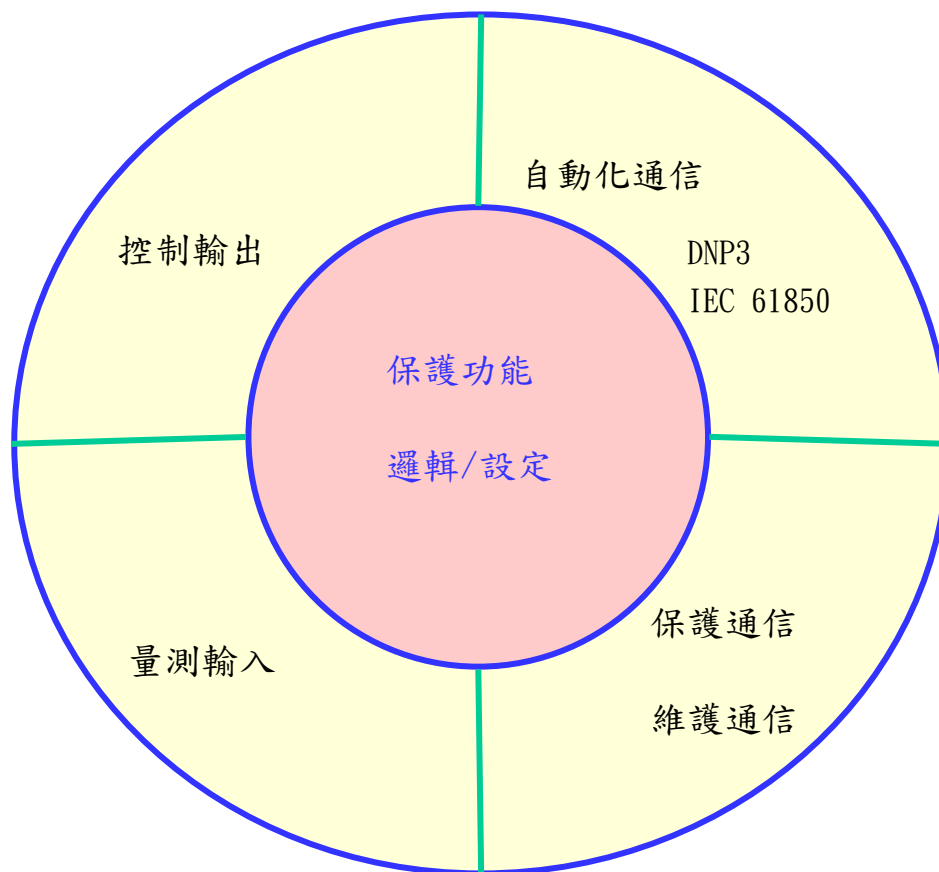 自動化通信
控制輸出
DNP3
IEC 61850
保護功能
邏輯/設定
保護通信
量測輸入
維護通信